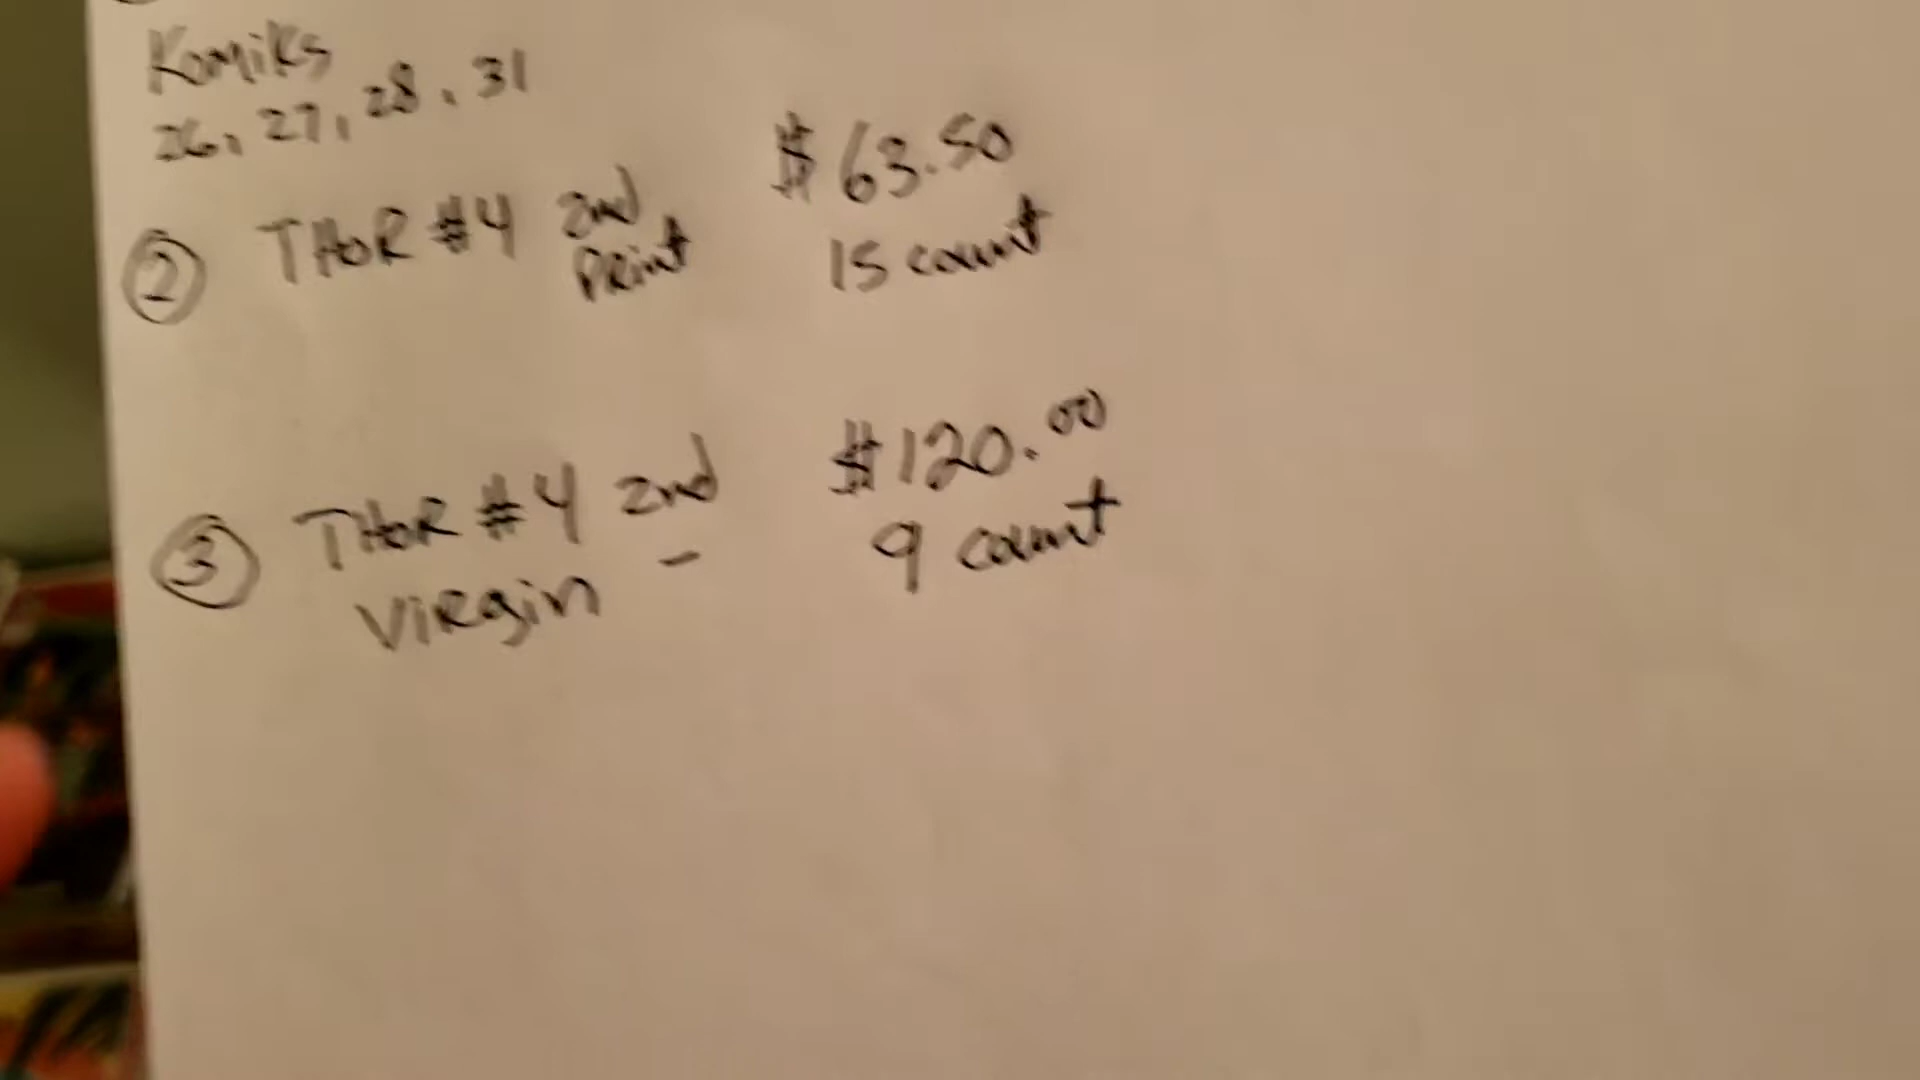 Komiks
26, 27, 28, 31
② THOR #4 2nd Print $63.50
15 count
③ THOR #4 2nd $120.00
Virgin – 9 count